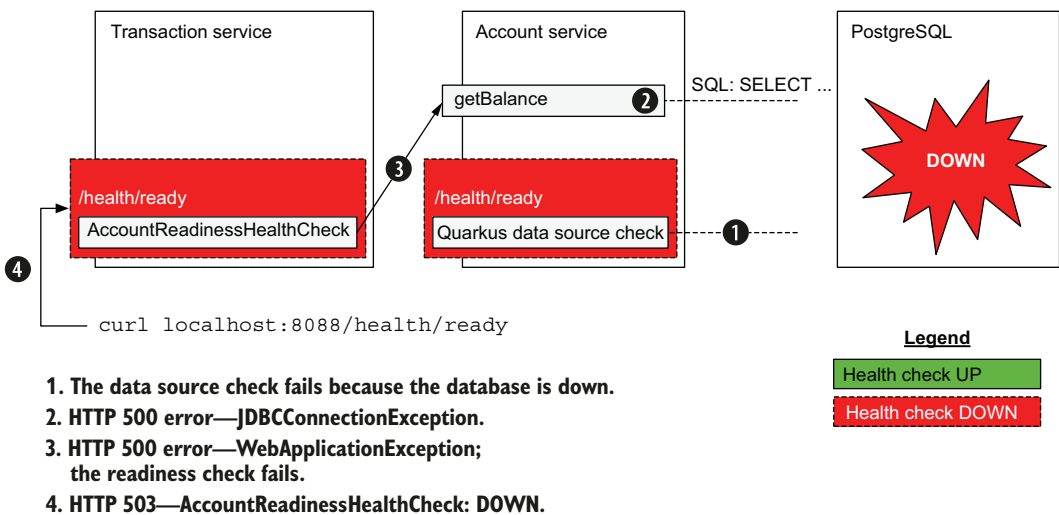 Transaction service
Account service
PostgreSQL
getBalance
2
SQL: SELECT ...
3
DOWN
/health/ready
/health/ready
AccountReadinessHealthCheck
Quarkus data source check
1
4
curl localhost:8088/health/ready
Legend
Health check UP
Health check DOWN
1. The data source check fails because the database is down.
2. HTTP 500 error—JDBCConnectionException.
3. HTTP 500 error—WebApplicationException;
the readiness check fails.
4. HTTP 503—AccountReadinessHealthCheck: DOWN.